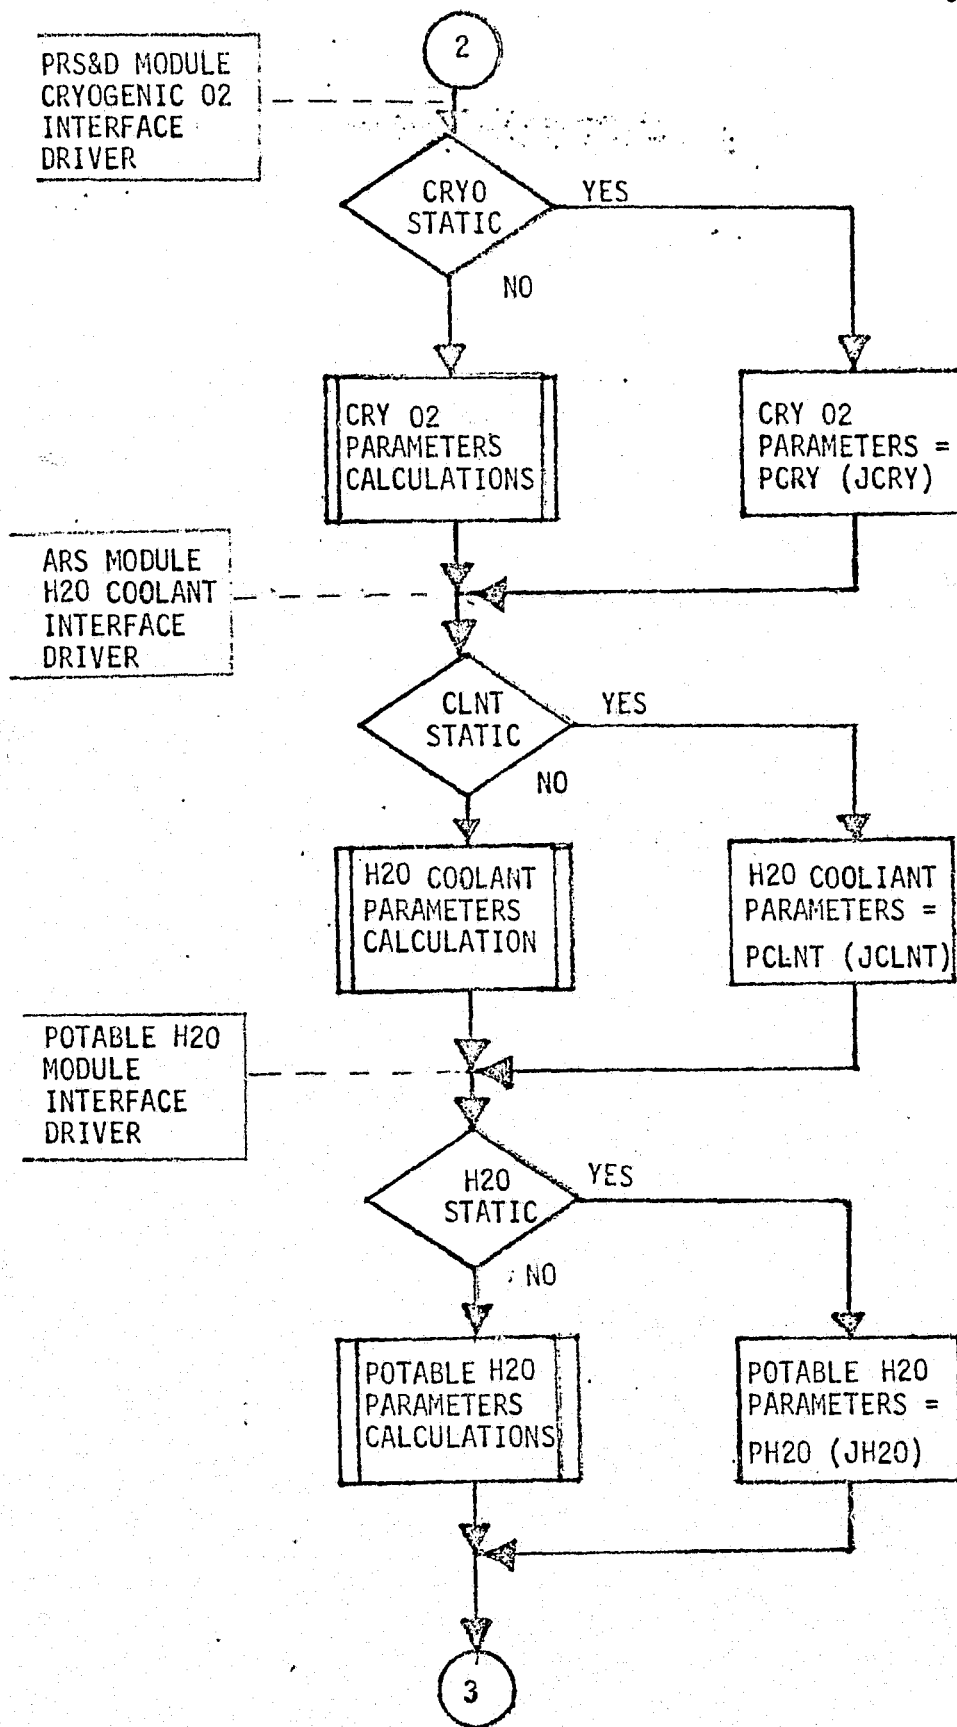 2
PRS&D MODULE
CRYOGENIC O2
INTERFACE
DRIVER
CRYO
STATIC
YES
NO
CRY O2
PARAMETERS
CALCULATIONS
CRY O2
PARAMETERS =
PCRY (JCRY)
ARS MODULE
H2O COOLANT
INTERFACE
DRIVER
CLNT
STATIC
YES
NO
H2O COOLANT
PARAMETERS
CALCULATION
H2O COOLIANT
PARAMETERS =
PCLNT (JCLNT)
POTABLE H2O
MODULE
INTERFACE
DRIVER
H2O
STATIC
YES
NO
POTABLE H2O
PARAMETERS
CALCULATIONS
POTABLE H2O
PARAMETERS =
PH2O (JH2O)
3